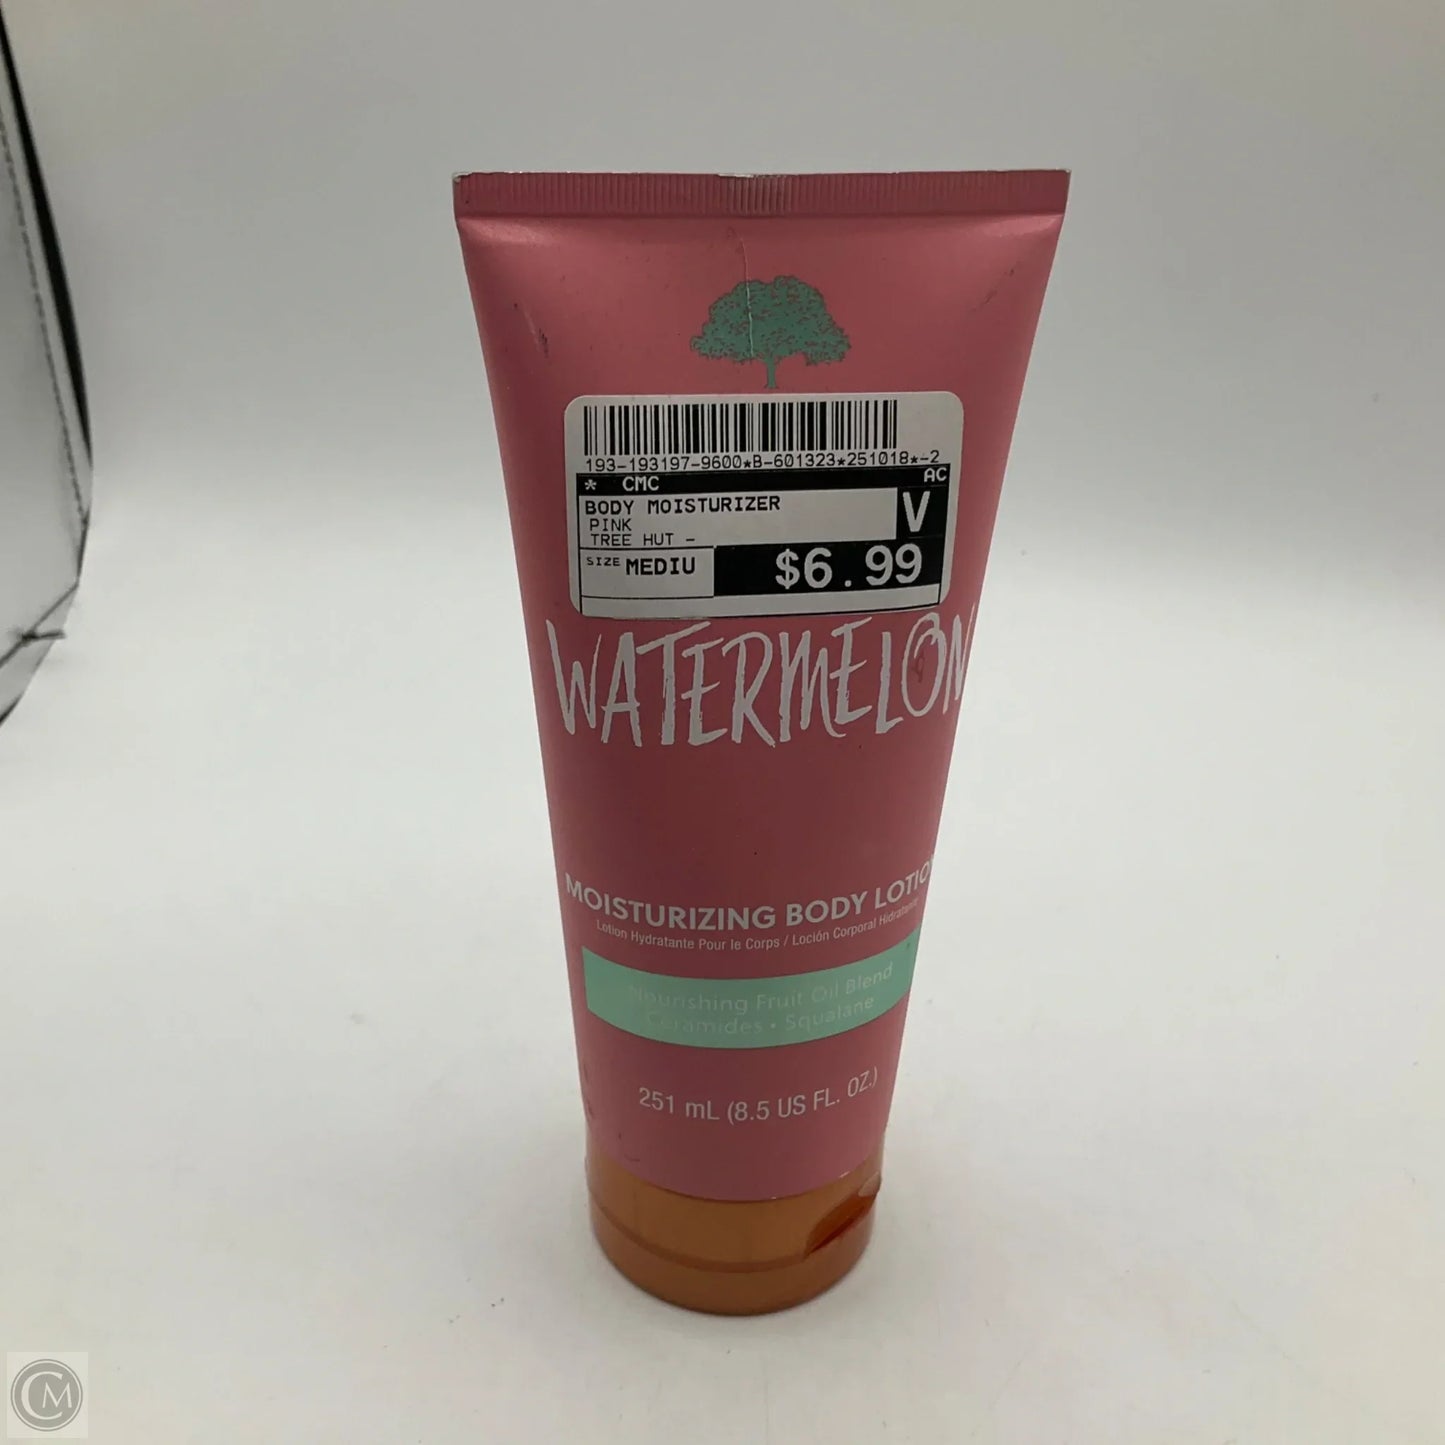 193-193197-9600*B-601323*251018*-2
* CMC AC
BODY MOISTURIZER V
PINK
TREE HUT -
SIZE MEDIU $6.99
WATERMELON
MOISTURIZING BODY LOTION
Lotion Hydratante Pour le Corps / Loción Corporal Hidratante
Nourishing Fruit Oil Blend
Ceramides • Squalane
251 mL (8.5 US FL. OZ.)
CM